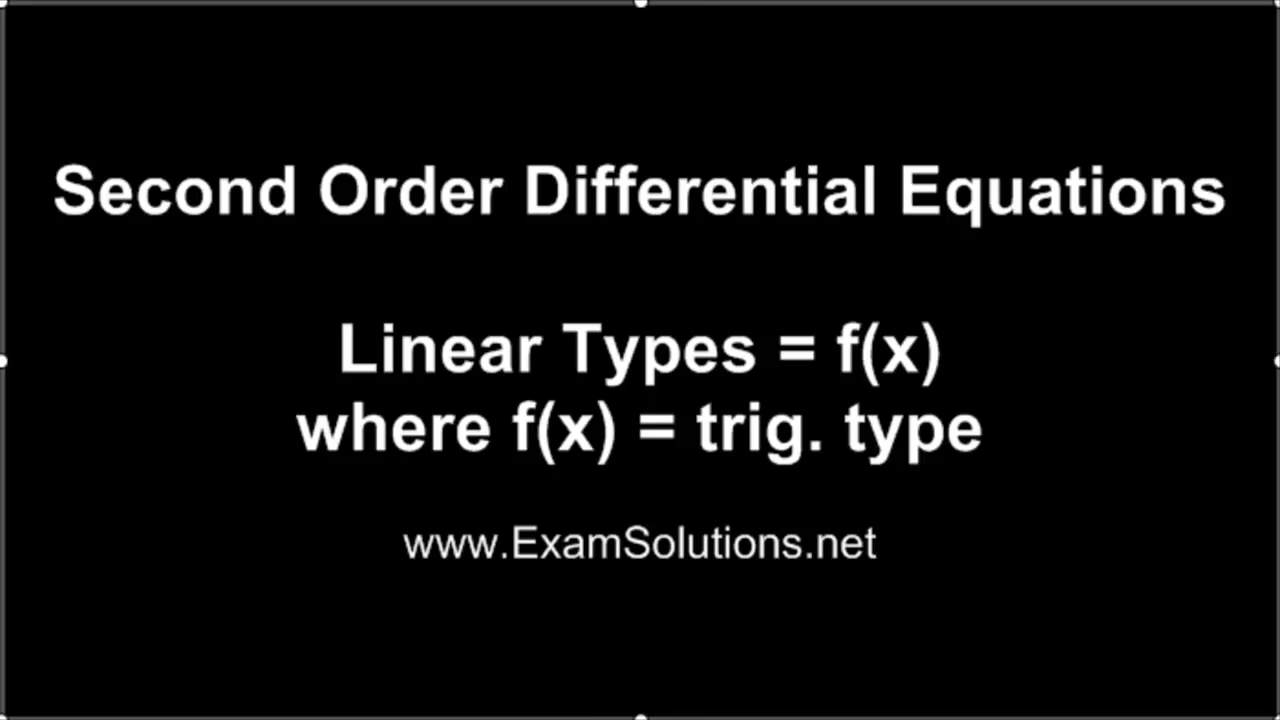 Second Order Differential Equations
Linear Types = f(x)
where f(x) = trig. type
www.ExamSolutions.net